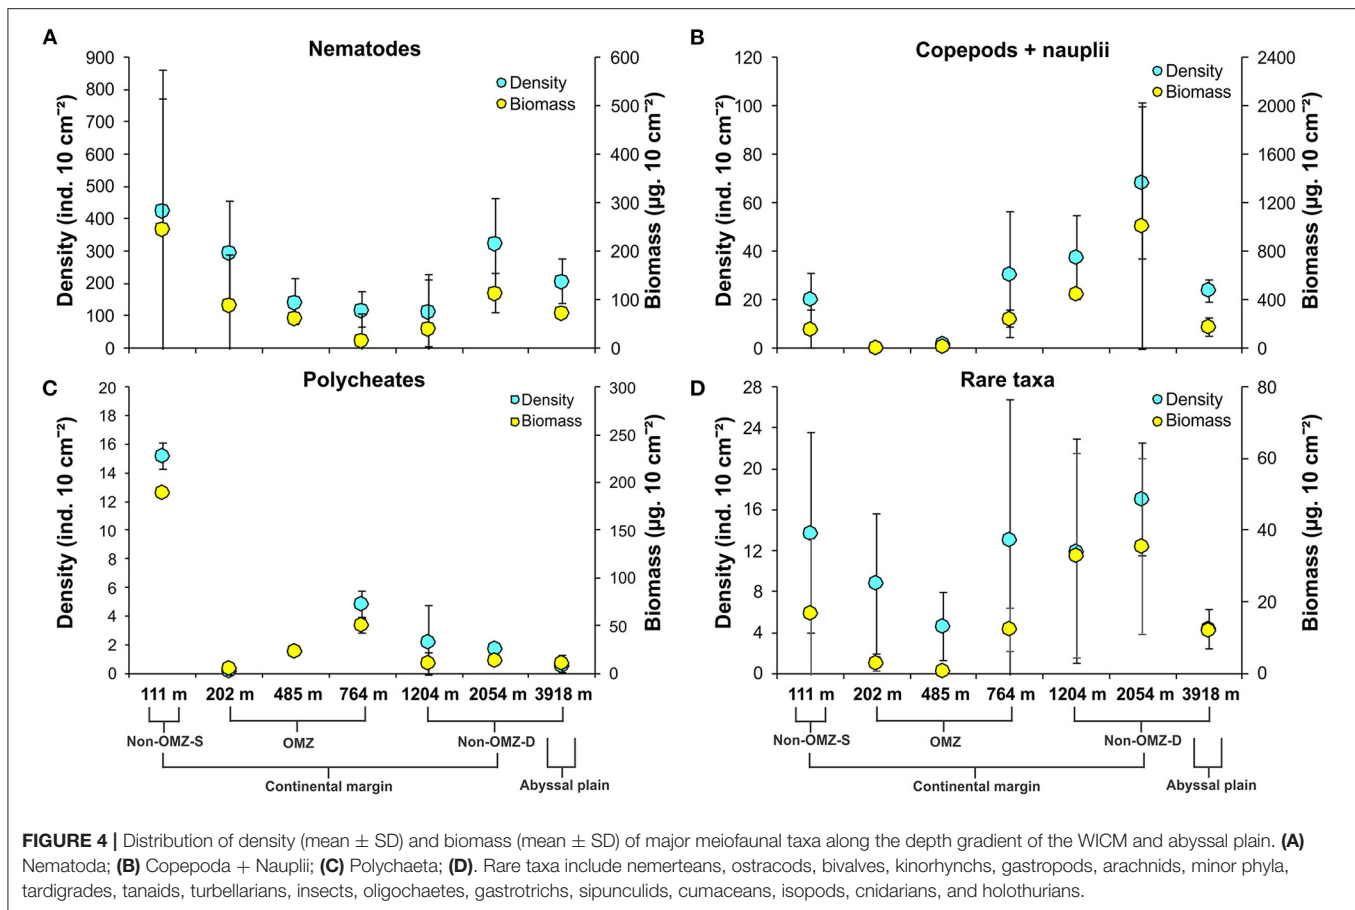 A
Nematodes
900
800
700
600
500
400
300
200
100
0
Density (ind. 10 cm⁻²)
600
500
400
300
200
100
0
Biomass (µg. 10 cm⁻²)
Density
Biomass
B
Copepods + nauplii
120
100
80
60
40
20
0
Density (ind. 10 cm⁻²)
2400
2000
1600
1200
800
400
0
Biomass (µg. 10 cm⁻²)
Density
Biomass
C
Polycheates
20
18
16
14
12
10
8
6
4
2
0
Density (ind. 10 cm⁻²)
300
250
200
150
100
50
0
Biomass (µg. 10 cm⁻²)
Density
Biomass
111 m 202 m 485 m 764 m 1204 m 2054 m 3918 m
Non-OMZ-S OMZ Non-OMZ-D
Continental margin Abyssal plain
D
Rare taxa
28
24
20
16
12
8
4
0
Density (ind. 10 cm⁻²)
80
60
40
20
0
Biomass (µg. 10 cm⁻²)
Density
Biomass
111 m 202 m 485 m 764 m 1204 m 2054 m 3918 m
Non-OMZ-S OMZ Non-OMZ-D
Continental margin Abyssal plain
FIGURE 4 | Distribution of density (mean ± SD) and biomass (mean ± SD) of major meiofaunal taxa along the depth gradient of the WICM and abyssal plain. (A)
Nematoda; (B) Copepoda + Nauplii; (C) Polychaeta; (D). Rare taxa include nemerteans, ostracods, bivalves, kinorhynchs, gastropods, arachnids, minor phyla,
tardigrades, tanaids, turbellarians, insects, oligochaetes, gastrotrichs, sipunculids, cumaceans, isopods, cnidarians, and holothurians.